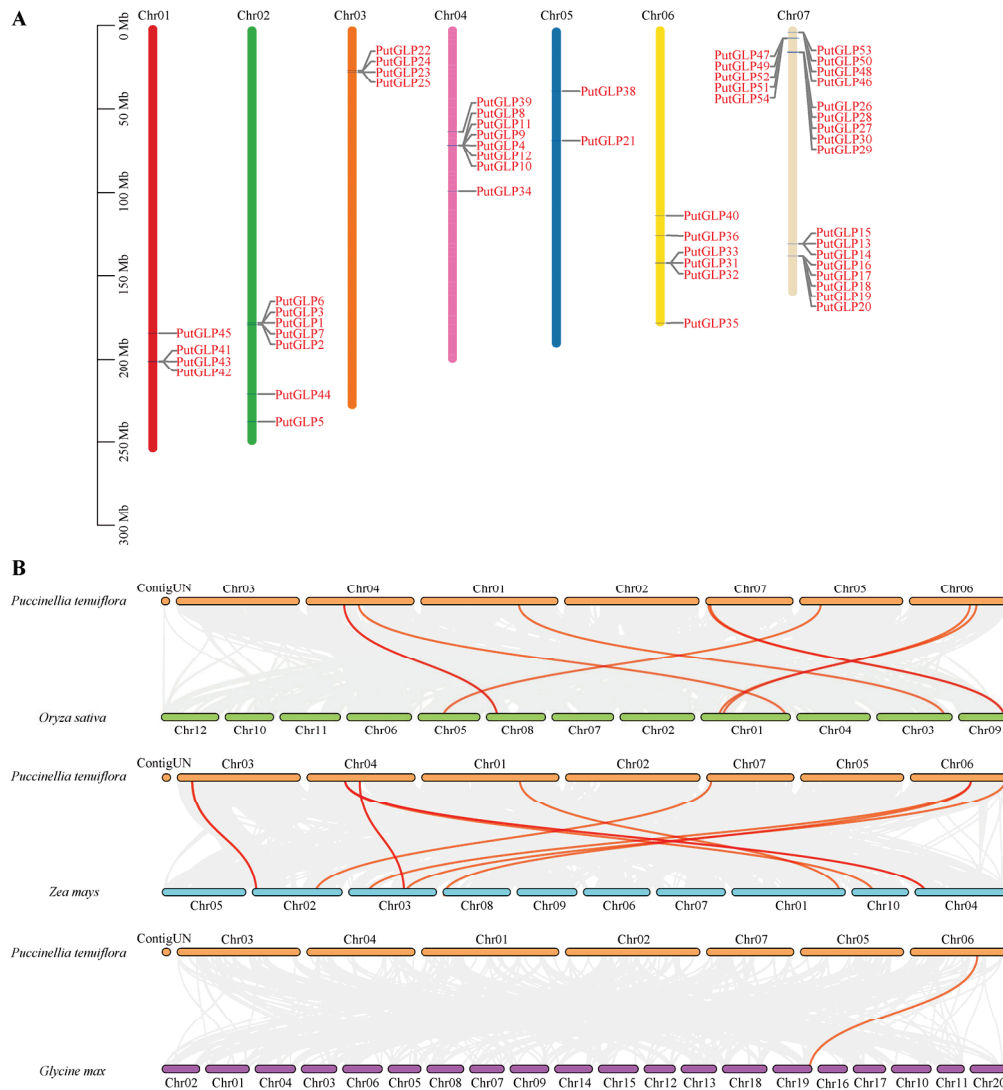 A
Chr01 Chr02 Chr03 Chr04 Chr05 Chr06 Chr07
0 Mb
50 Mb
100 Mb
150 Mb
200 Mb
250 Mb
300 Mb
PutGLP45
PutGLP41
PutGLP43
PutGLP42
PutGLP6
PutGLP3
PutGLP1
PutGLP7
PutGLP2
PutGLP44
PutGLP5
PutGLP22
PutGLP24
PutGLP23
PutGLP25
PutGLP39
PutGLP8
PutGLP11
PutGLP9
PutGLP4
PutGLP12
PutGLP10
PutGLP34
PutGLP38
PutGLP21
PutGLP40
PutGLP36
PutGLP33
PutGLP31
PutGLP32
PutGLP35
PutGLP47
PutGLP49
PutGLP52
PutGLP51
PutGLP54
PutGLP53
PutGLP50
PutGLP48
PutGLP46
PutGLP26
PutGLP28
PutGLP27
PutGLP30
PutGLP29
PutGLP15
PutGLP13
PutGLP14
PutGLP16
PutGLP17
PutGLP18
PutGLP19
PutGLP20
B
ContigUN Chr03 Chr04 Chr01 Chr02 Chr07 Chr05 Chr06
Puccinellia tenuiflora
Oryza sativa
Chr12 Chr10 Chr11 Chr06 Chr05 Chr08 Chr07 Chr02 Chr01 Chr04 Chr03 Chr09
ContigUN Chr03 Chr04 Chr01 Chr02 Chr07 Chr05 Chr06
Puccinellia tenuiflora
Zea mays
Chr05 Chr02 Chr03 Chr08 Chr09 Chr06 Chr07 Chr01 Chr10 Chr04
ContigUN Chr03 Chr04 Chr01 Chr02 Chr07 Chr05 Chr06
Puccinellia tenuiflora
Glycine max
Chr02 Chr01 Chr04 Chr03 Chr06 Chr05 Chr08 Chr07 Chr09 Chr14 Chr15 Chr12 Chr13 Chr18 Chr19 Chr16 Chr17 Chr10 Chr11 Chr20